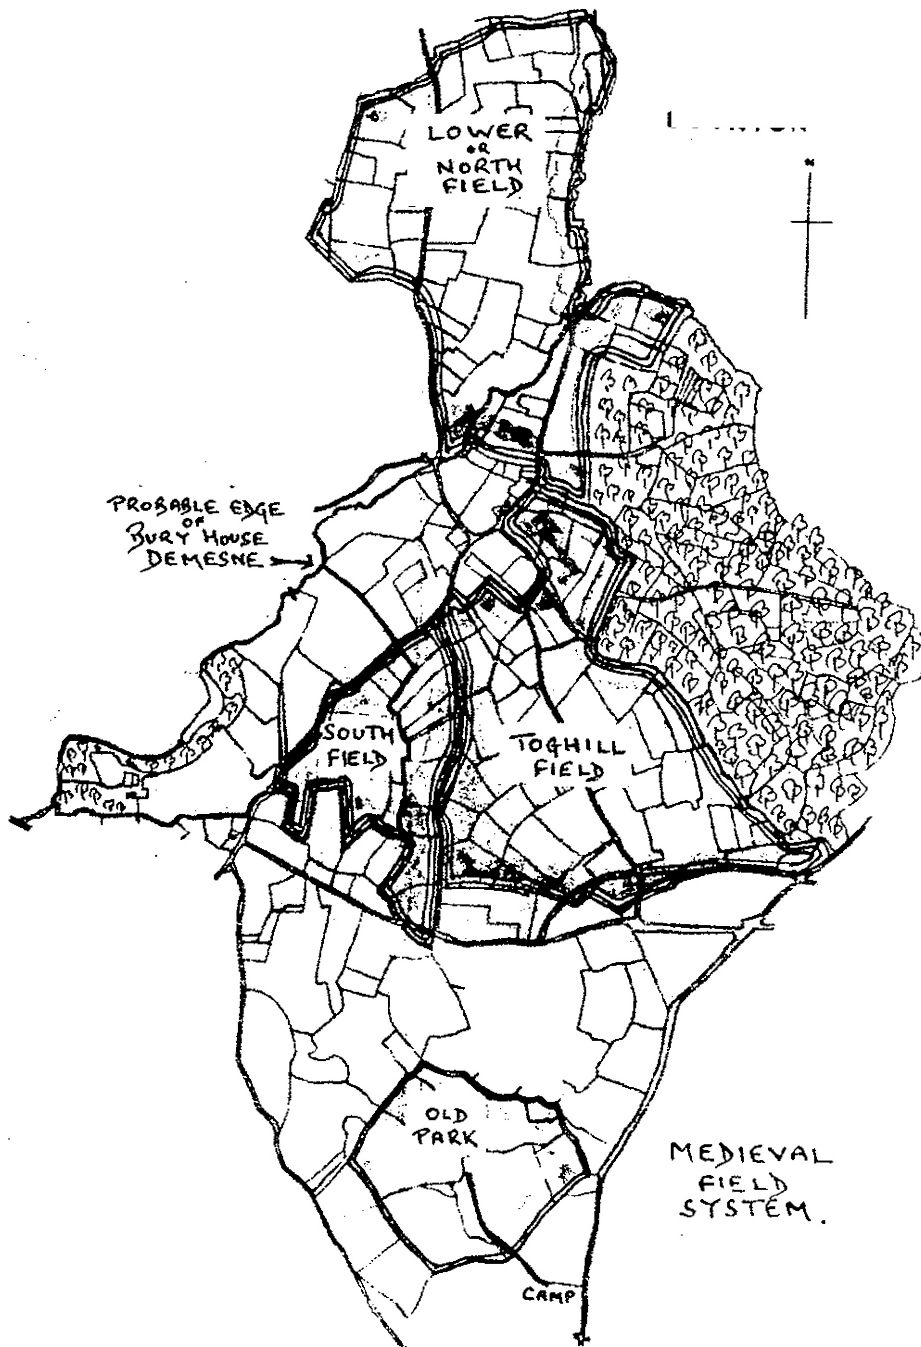 LOWER
OR
NORTH
FIELD
N
PROBABLE EDGE
OF
BURY HOUSE
DEMESNE
SOUTH
FIELD
TOGHILL
FIELD
OLD
PARK
MEDIEVAL
FIELD
SYSTEM.
CAMP